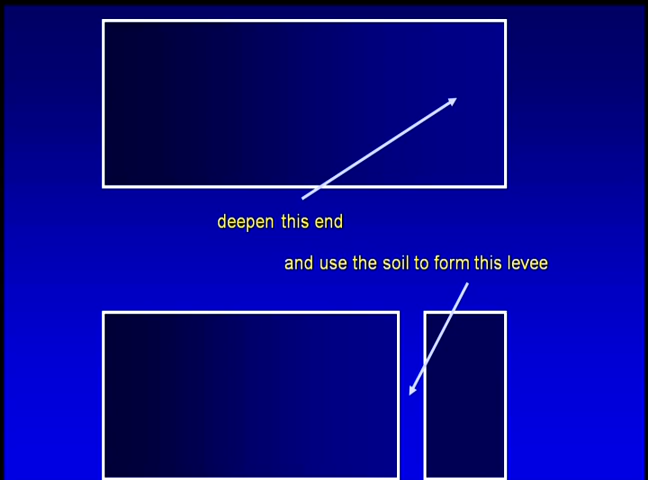 deepen this end
and use the soil to form this levee